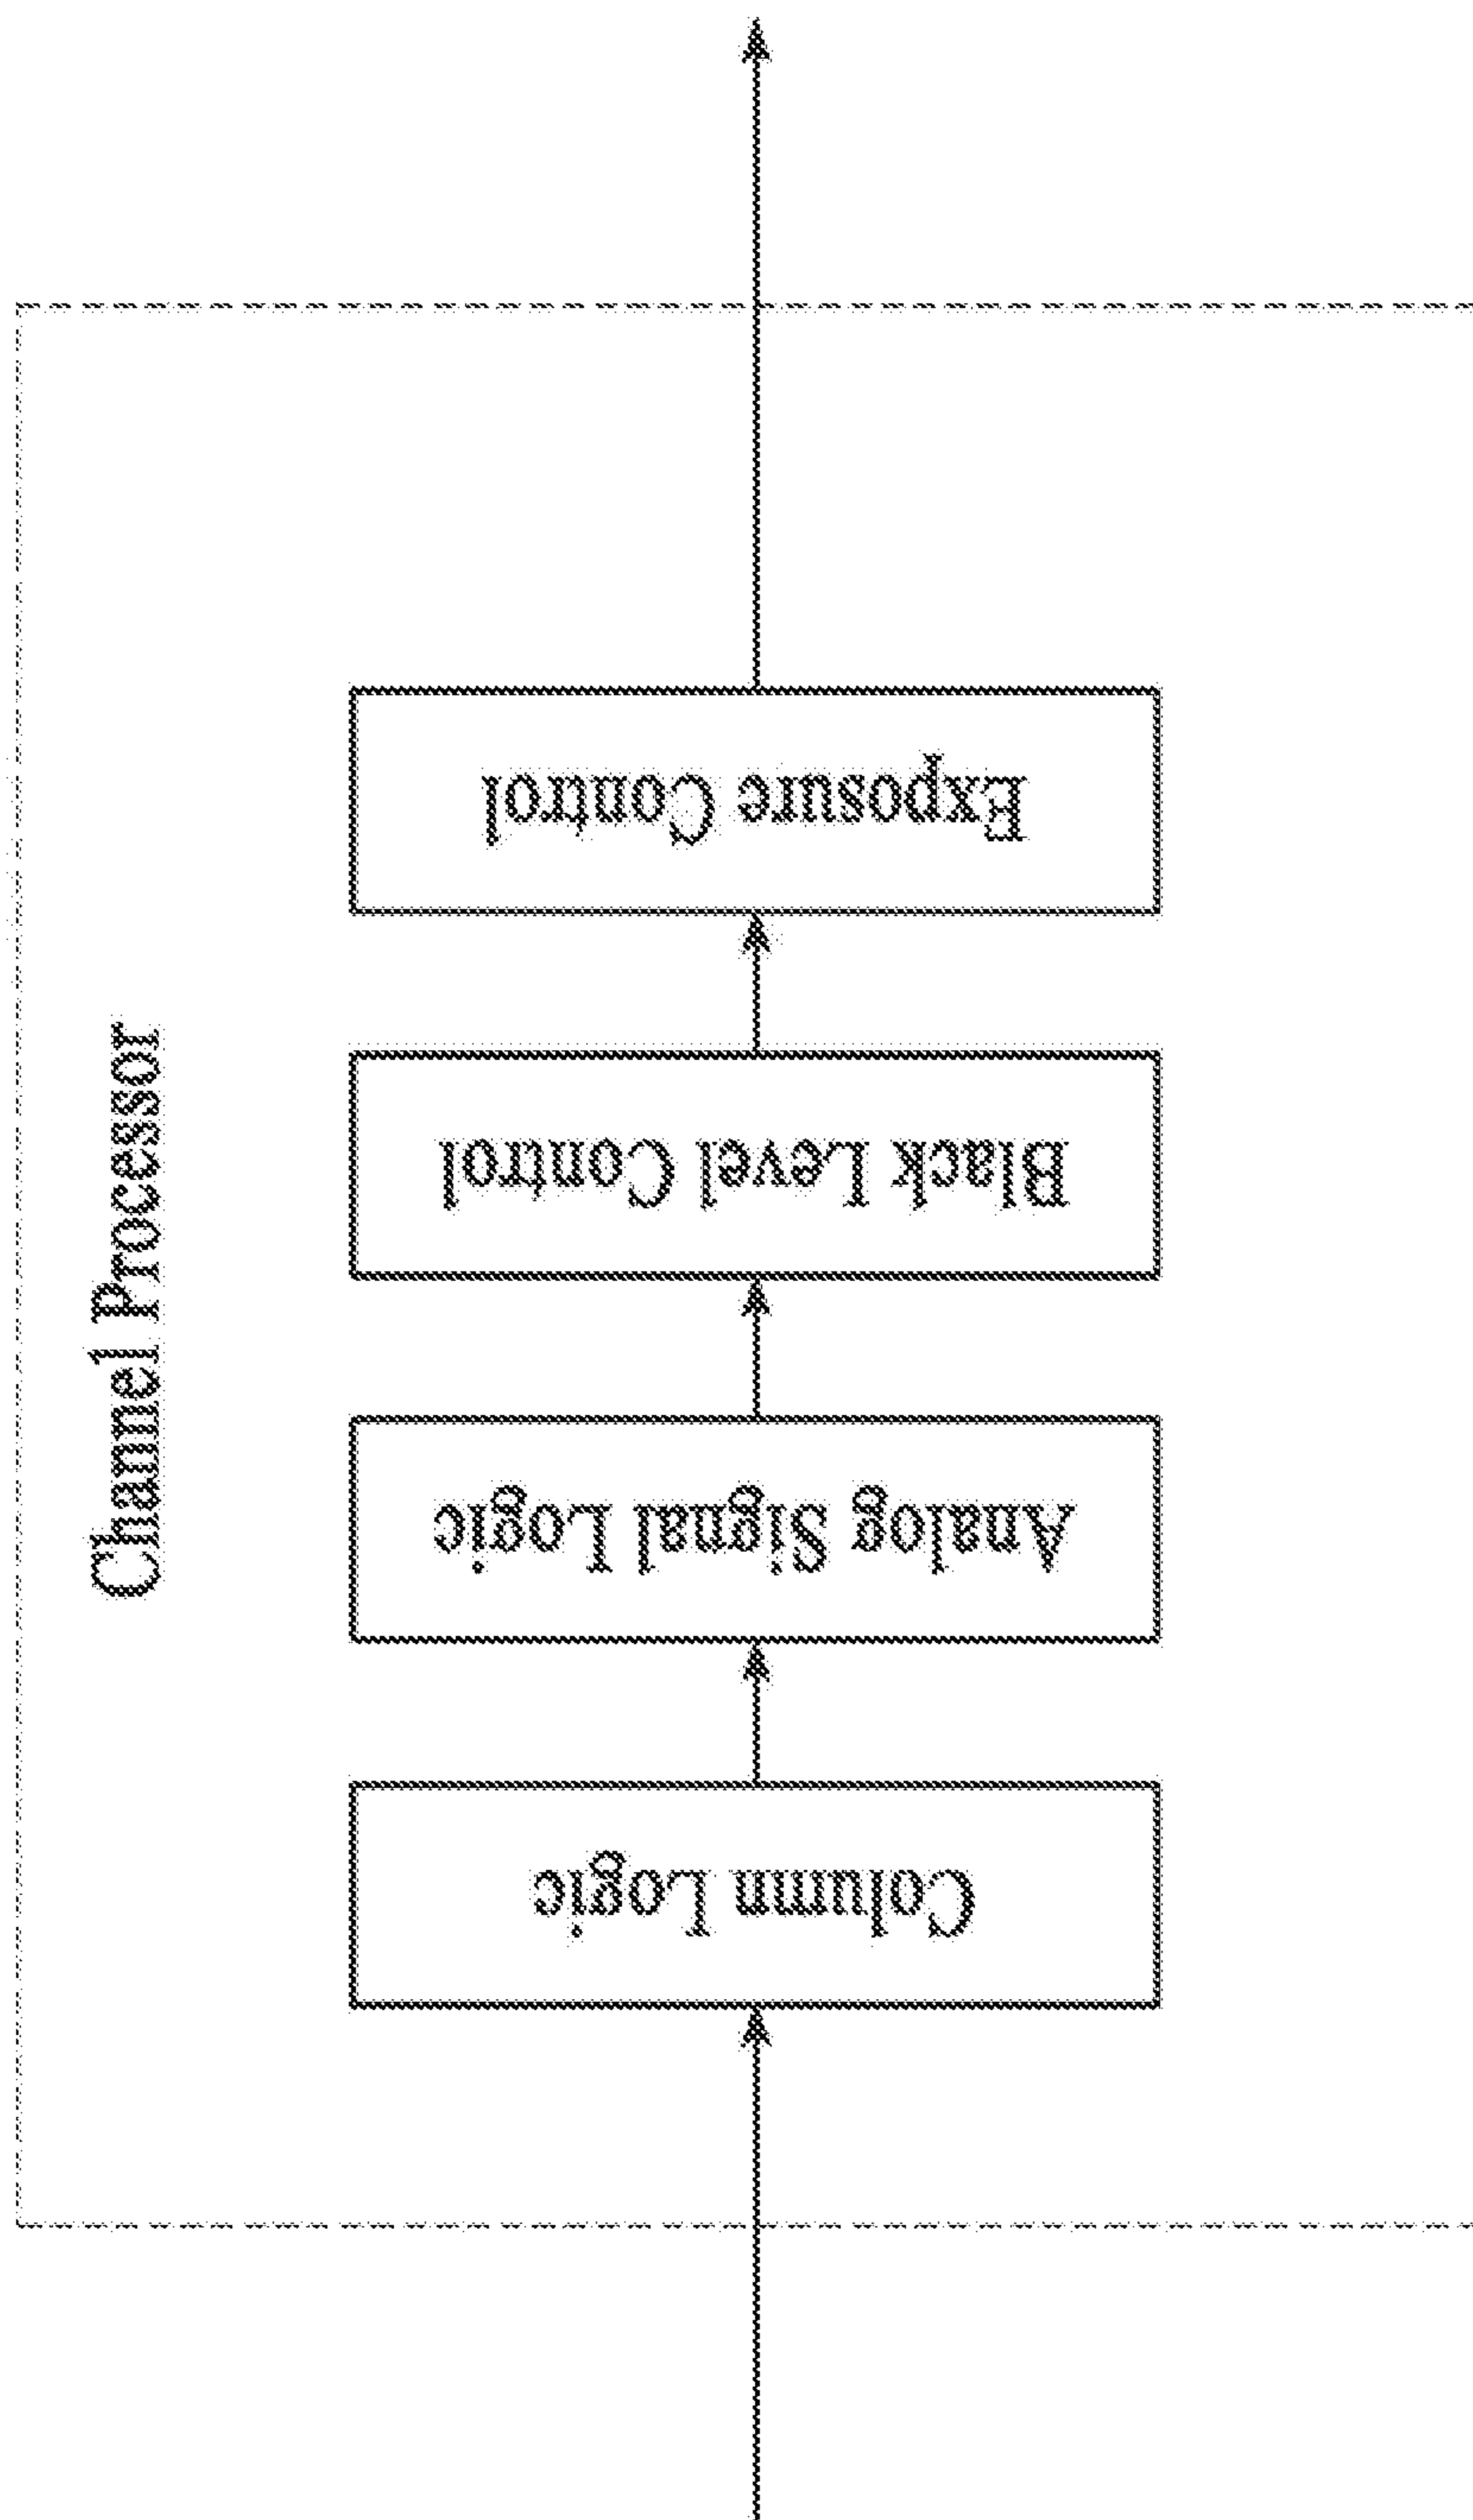 Channel Processor
Column Logic
Analog Signal Logic
Black Level Control
Exposure Control